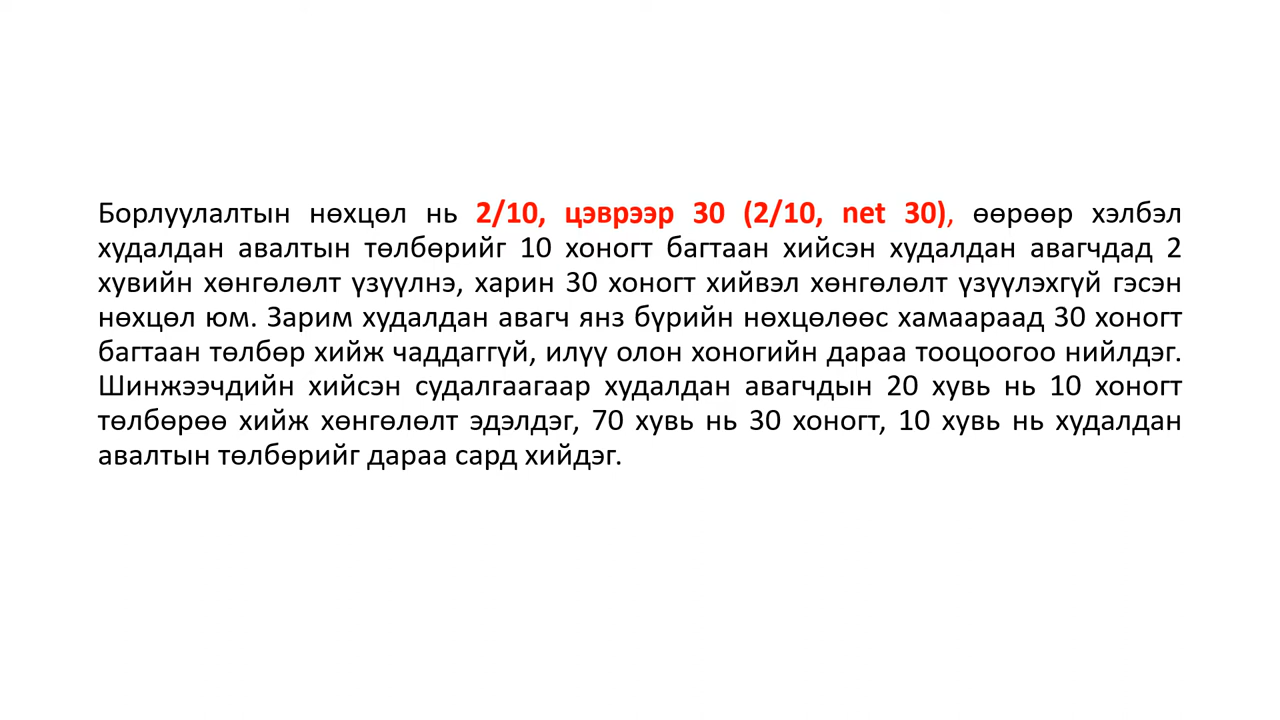 Борлуулалтын нөхцөл нь 2/10, цэврээр 30 (2/10, net 30), өөрөөр хэлбэл
худалдан авалтын төлбөрийг 10 хоногт багтаан хийсэн худалдан авагчдад 2
хувийн хөнгөлөлт үзүүлнэ, харин 30 хоногт хийвэл хөнгөлөлт үзүүлэхгүй гэсэн
нөхцөл юм. Зарим худалдан авагч янз бүрийн нөхцөлөөс хамаараад 30 хоногт
багтаан төлбөр хийж чаддаггүй, илүү олон хоногийн дараа тооцоогоо нийлдэг.
Шинжээчдийн хийсэн судалгаагаар худалдан авагчдын 20 хувь нь 10 хоногт
төлбөрөө хийж хөнгөлөлт эдэлдэг, 70 хувь нь 30 хоногт, 10 хувь нь худалдан
авалтын төлбөрийг дараа сард хийдэг.